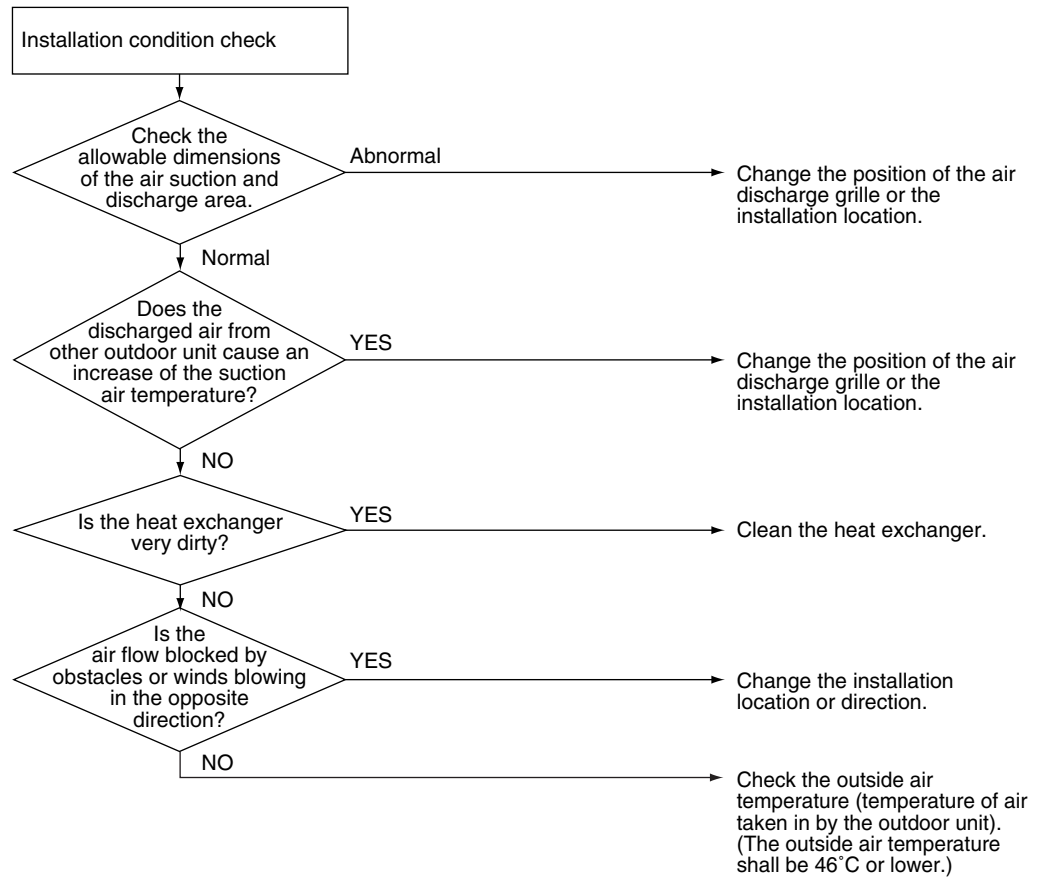 Installation condition check
Check the
allowable dimensions
of the air suction and
discharge area.
Abnormal
Change the position of the air
discharge grille or the
installation location.
Normal
Does the
discharged air from
other outdoor unit cause an
increase of the suction
air temperature?
YES
Change the position of the air
discharge grille or the
installation location.
NO
Is the heat exchanger
very dirty?
YES
Clean the heat exchanger.
NO
Is the
air flow blocked by
obstacles or winds blowing
in the opposite
direction?
YES
Change the installation
location or direction.
NO
Check the outside air
temperature (temperature of air
taken in by the outdoor unit).
(The outside air temperature
shall be 46˚C or lower.)